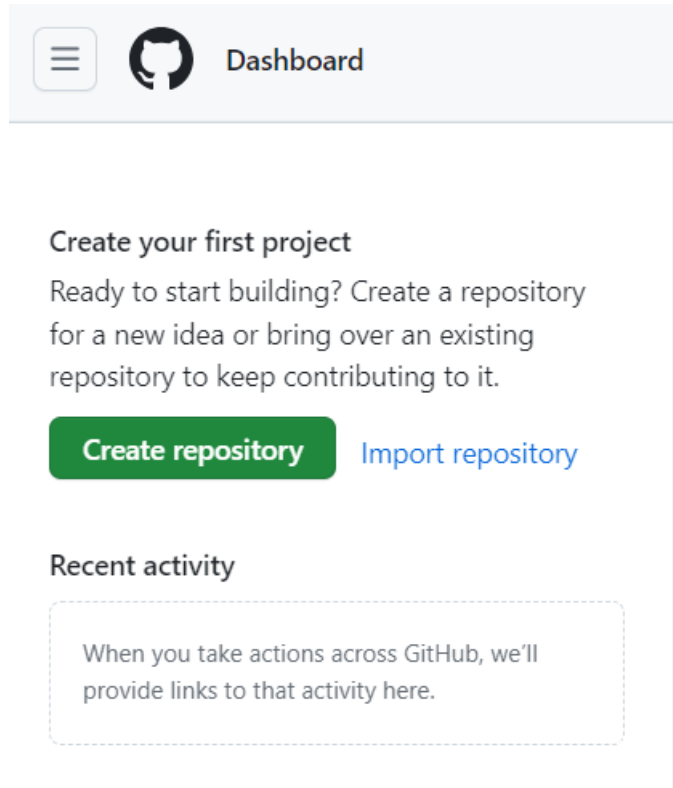 Dashboard
Create your first project
Ready to start building? Create a repository
for a new idea or bring over an existing
repository to keep contributing to it.
Create repository
Import repository
Recent activity
When you take actions across GitHub, we’ll
provide links to that activity here.